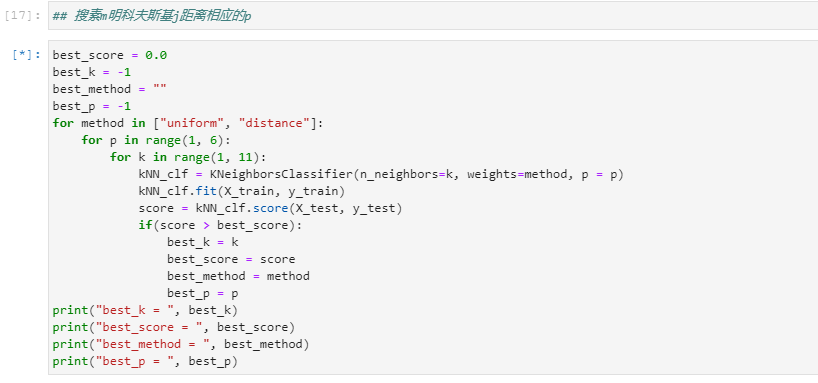 [17]: ## 搜素m明科夫斯基j距离相应的p
[*]: best_score = 0.0
best_k = -1
best_method = ""
best_p = -1
for method in ["uniform", "distance"]:
    for p in range(1, 6):
        for k in range(1, 11):
            kNN_clf = KNeighborsClassifier(n_neighbors=k, weights=method, p = p)
            kNN_clf.fit(X_train, y_train)
            score = kNN_clf.score(X_test, y_test)
            if(score > best_score):
                best_k = k
                best_score = score
                best_method = method
                best_p = p
print("best_k = ", best_k)
print("best_score = ", best_score)
print("best_method = ", best_method)
print("best_p = ", best_p)